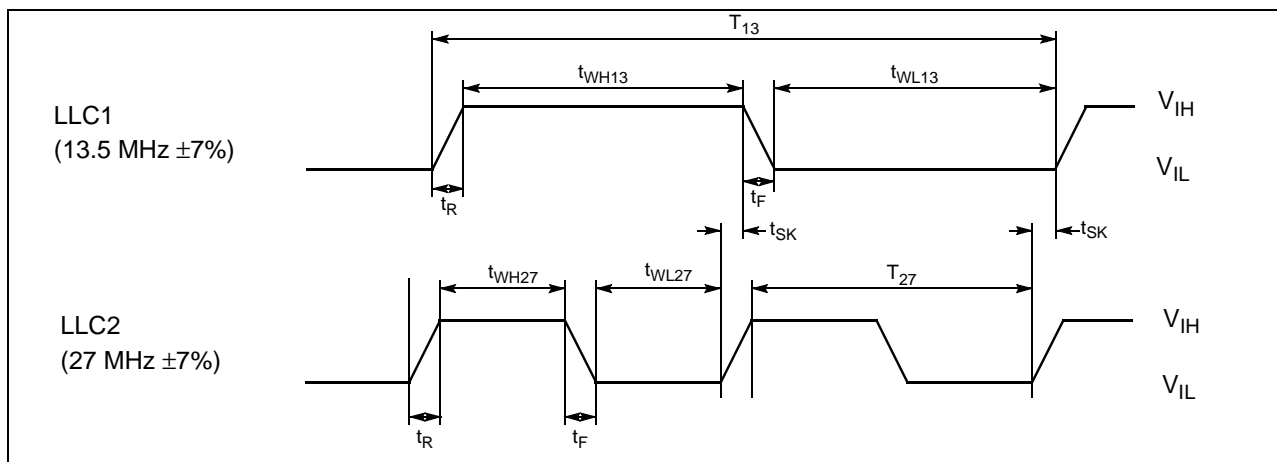 T13
tWH13
tWL13
LLC1
(13.5 MHz ±7%)
VIH
VIL
tR
tF
tSK
tSK
tWH27
tWL27
T27
LLC2
(27 MHz ±7%)
VIH
VIL
tR
tF